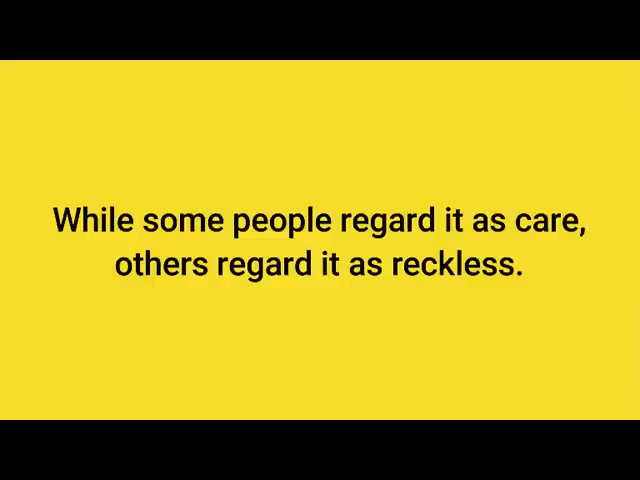 While some people regard it as care,
others regard it as reckless.